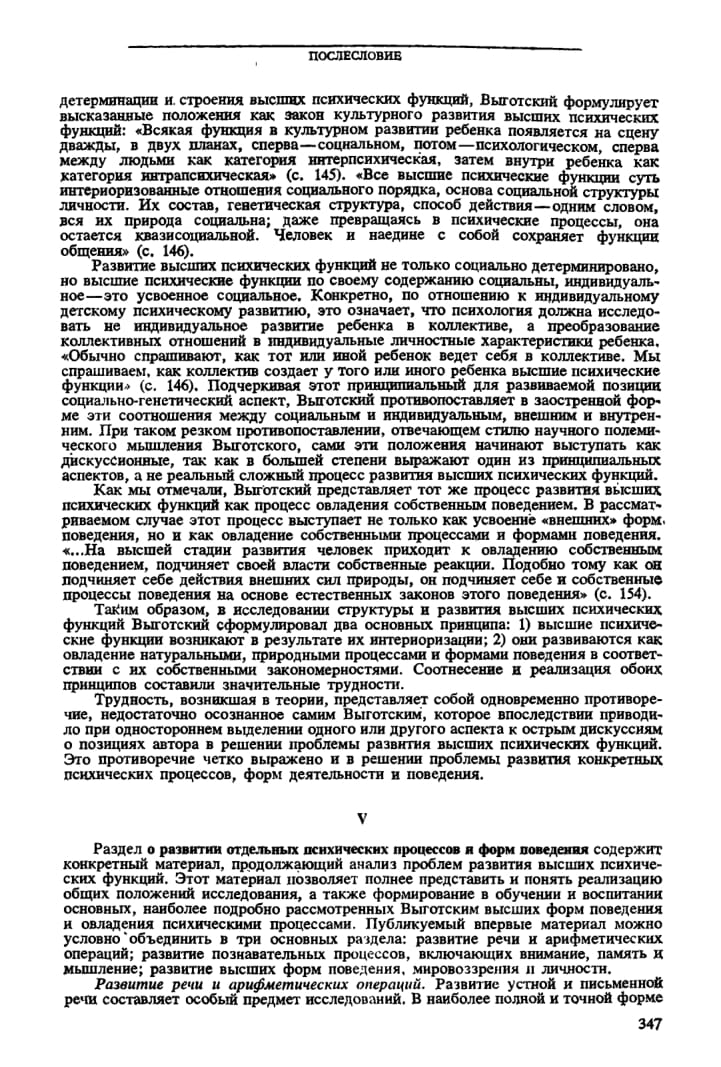 ПОСЛЕСЛОВИЕ
детерминации и строения высших психических функций, Выготский формулирует
высказанные положения как закон культурного развития высших психических
функций: «Всякая функция в культурном развитии ребенка появляется на сцену
дважды, в двух планах, сперва—социальном, потом—психологическом, сперва
между людьми как категория интерпсихическая, затем внутри ребенка как
категория интрапсихическая» (с. 145). «Все высшие психические функции суть
интериоризованные отношения социального порядка, основа социальной структуры
личности. Их состав, генетическая структура, способ действия—одним словом,
вся их природа социальна; даже превращаясь в психические процессы, она
остается квазисоциальной. Человек и наедине с собой сохраняет функции
общения» (с. 146).
Развитие высших психических функций не только социально детерминировано,
но высшие психические функции по своему содержанию социальны, индивидуаль-
ное—это усвоенное социальное. Конкретно, по отношению к индивидуальному
детскому психическому развитию, это означает, что психология должна исследо-
вать не индивидуальное развитие ребенка в коллективе, а преобразование
коллективных отношений в индивидуальные личностные характеристики ребенка.
«Обычно спрашивают, как тот или иной ребенок ведет себя в коллективе. Мы
спрашиваем, как коллектив создает у того или иного ребенка высшие психические
функции» (с. 146). Подчеркивая этот принципиальный для развиваемой позиции
социально-генетический аспект, Выготский противопоставляет в заостренной фор-
ме эти соотношения между социальным и индивидуальным, внешним и внутрен-
ним. При таком резком противопоставлении, отвечающем стилю научного полеми-
ческого мышления Выготского, сами эти положения начинают выступать как
дискуссионные, так как в большей степени выражают один из принципиальных
аспектов, а не реальный сложный процесс развития высших психических функций.
Как мы отмечали, Выготский представляет тот же процесс развития высших
психических функций как процесс овладения собственным поведением. В рассмат-
риваемом случае этот процесс выступает не только как усвоение «внешних» форм
поведения, но и как овладение собственными процессами и формами поведения.
«...На высшей стадии развития человек приходит к овладению собственным
поведением, подчиняет своей власти собственные реакции. Подобно тому как он
подчиняет себе действия внешних сил природы, он подчиняет себе и собственные
процессы поведения на основе естественных законов этого поведения» (с. 154).
Таким образом, в исследовании структуры и развития высших психических
функций Выготский сформулировал два основных принципа: 1) высшие психиче-
ские функции возникают в результате их интериоризации; 2) они развиваются как
овладение натуральными, природными процессами и формами поведения в соответ-
ствии с их собственными закономерностями. Соотнесение и реализация обоих
принципов составили значительные трудности.
Трудность, возникшая в теории, представляет собой одновременно противоре-
чие, недостаточно осознанное самим Выготским, которое впоследствии приводи-
ло при одностороннем выделении одного или другого аспекта к острым дискуссиям
о позициях автора в решении проблемы развития высших психических функций.
Это противоречие четко выражено и в решении проблемы развития конкретных
психических процессов, форм деятельности и поведения.
V
Раздел о развитии отдельных психических процессов и форм поведения содержит
конкретный материал, продолжающий анализ проблем развития высших психиче-
ских функций. Этот материал позволяет полнее представить и понять реализацию
общих положений исследования, а также формирование в обучении и воспитании
основных, наиболее подробно рассмотренных Выготским высших форм поведения
и овладения психическими процессами. Публикуемый впервые материал можно
условно объединить в три основных раздела: развитие речи и арифметических
операций; развитие познавательных процессов, включающих внимание, память и
мышление; развитие высших форм поведения, мировоззрения и личности.
Развитие речи и арифметических операций. Развитие устной и письменной
речи составляет особый предмет исследований. В наиболее полной и точной форме
347